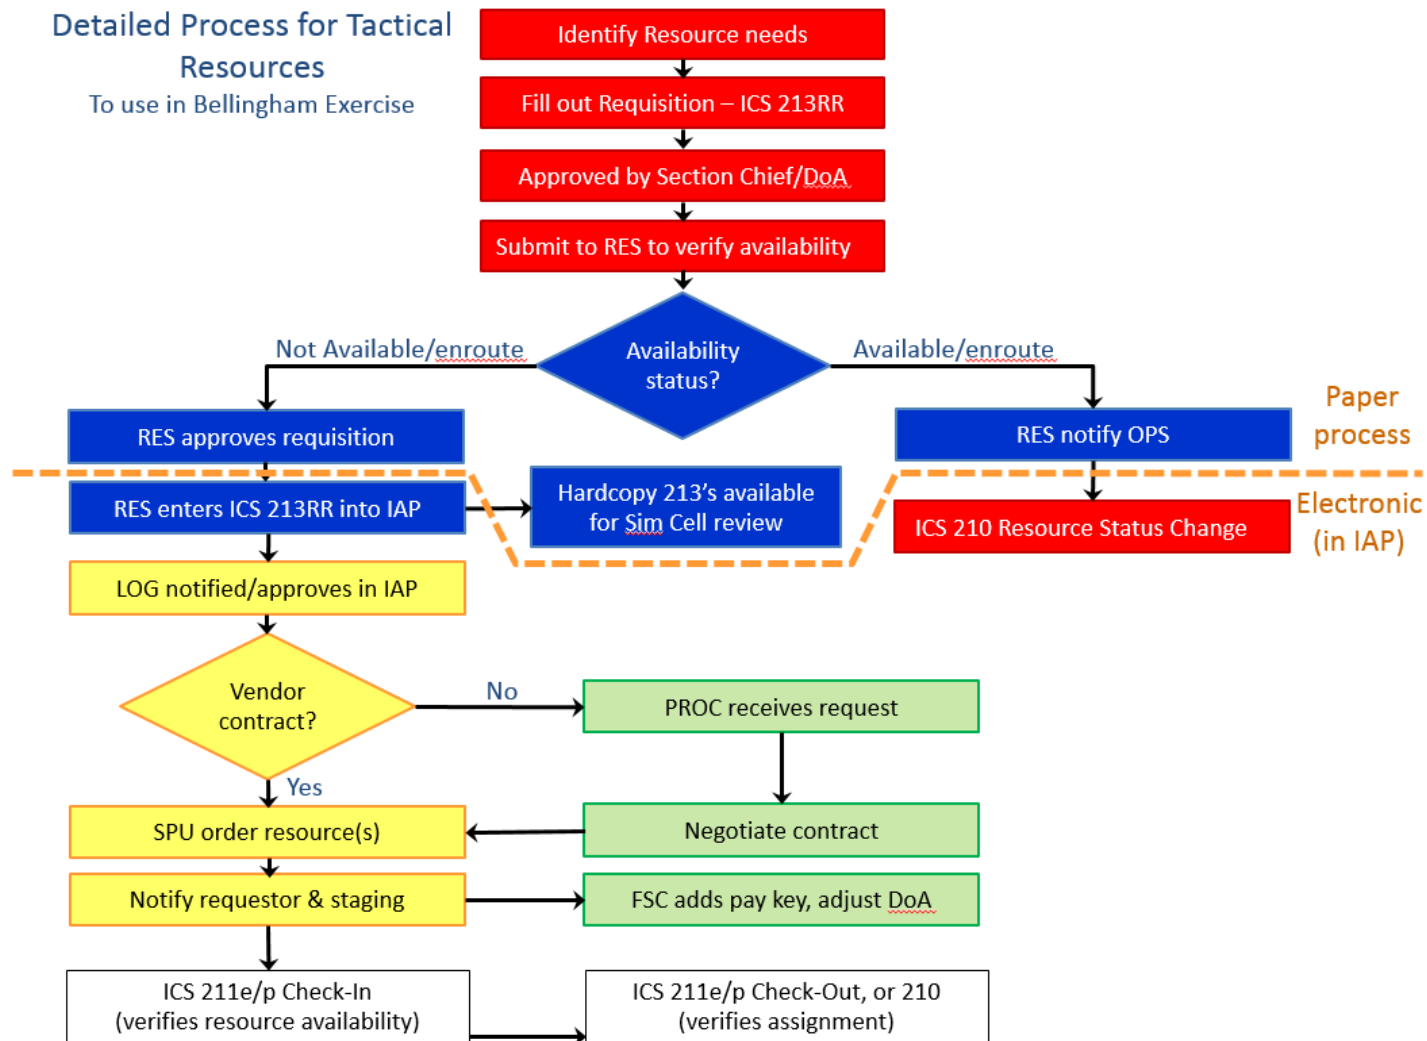 Detailed Process for Tactical
Resources
To use in Bellingham Exercise
Identify Resource needs
Fill out Requisition – ICS 213RR
Approved by Section Chief/DoA
Submit to RES to verify availability
Not Available/enroute
Availability
status?
Available/enroute
RES approves requisition
RES notify OPS
Paper
process
RES enters ICS 213RR into IAP
Hardcopy 213's available
for Sim Cell review
ICS 210 Resource Status Change
Electronic
(in IAP)
LOG notified/approves in IAP
Vendor
contract?
No
PROC receives request
Yes
SPU order resource(s)
Negotiate contract
Notify requestor & staging
FSC adds pay key, adjust DoA
ICS 211e/p Check-In
(verifies resource availability)
ICS 211e/p Check-Out, or 210
(verifies assignment)